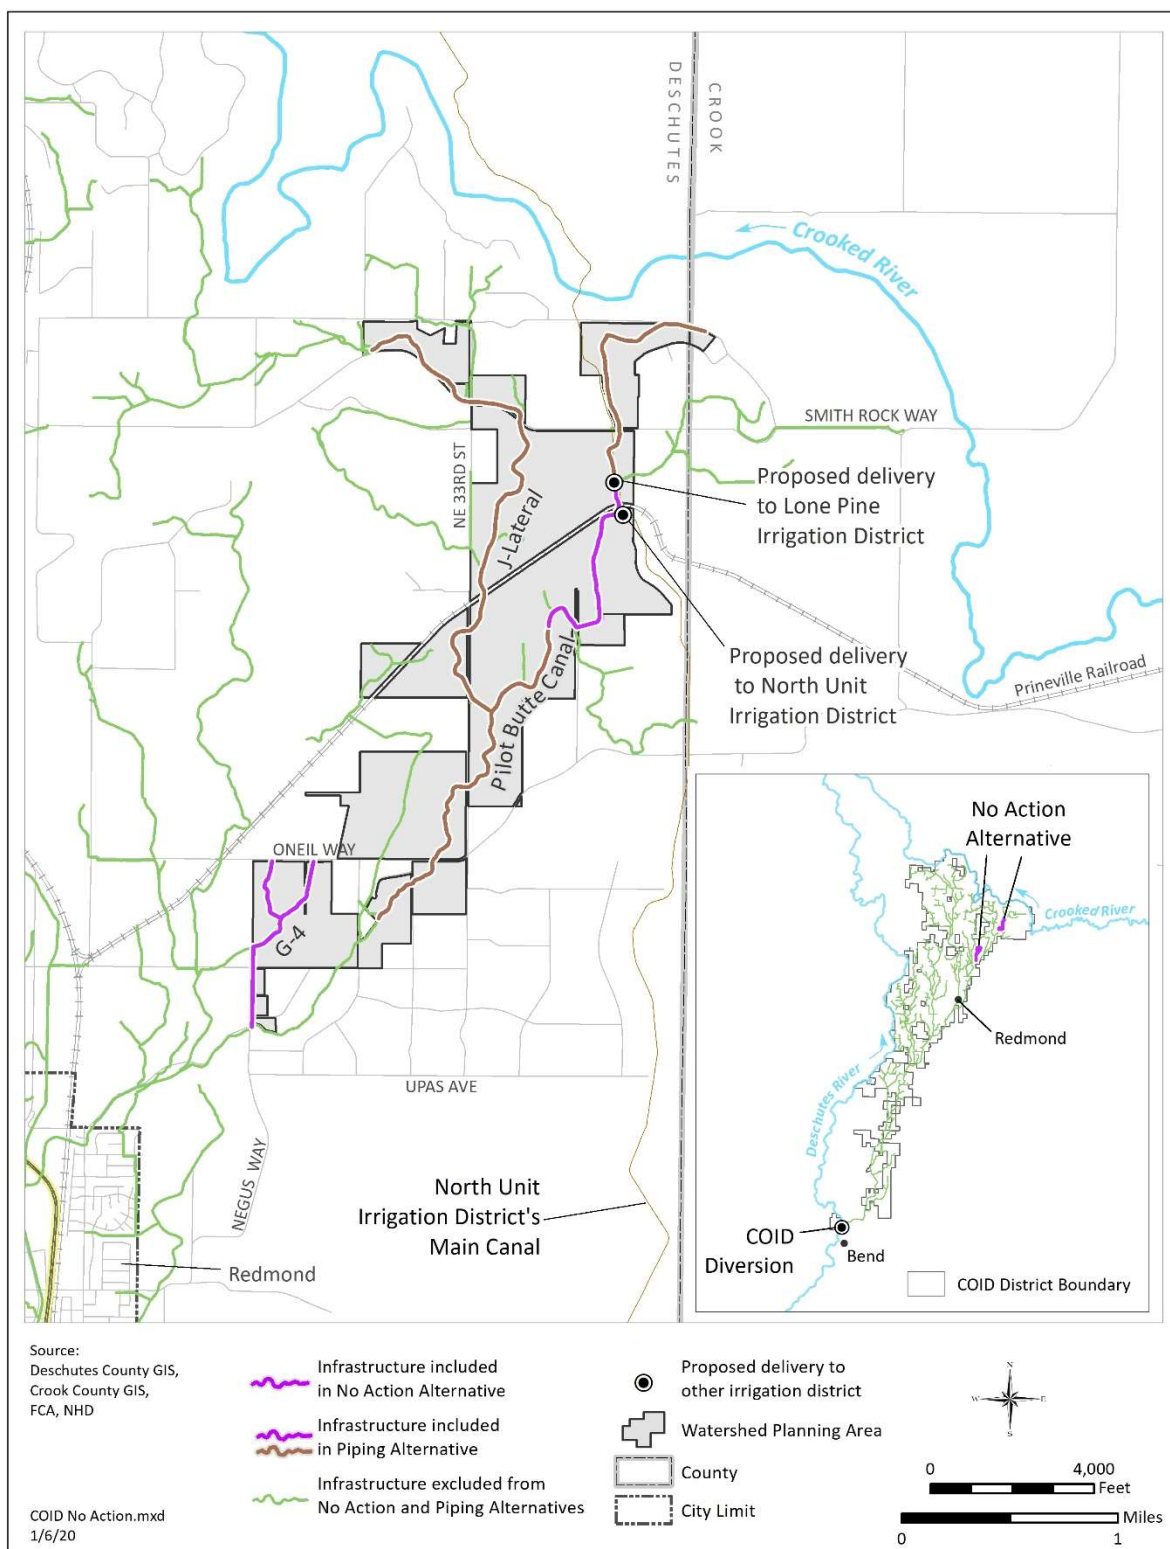 DESCHUTES
CROOK
Crooked River
SMITH ROCK WAY
NE 33RD ST
J-Lateral
Proposed delivery
to Lone Pine
Irrigation District
Proposed delivery
to North Unit
Irrigation District
Prineville Railroad
Pilot Butte Canal
ONEIL WAY
G-4
UPAS AVE
NEGUS WAY
North Unit
Irrigation District's
Main Canal
Redmond
No Action
Alternative
Crooked River
Redmond
Deschutes River
COID
Diversion
Bend
COID District Boundary
Source:
Deschutes County GIS,
Crook County GIS,
FCA, NHD
COID No Action.mxd
1/6/20
Infrastructure included
in No Action Alternative
Infrastructure included
in Piping Alternative
Infrastructure excluded from
No Action and Piping Alternatives
Proposed delivery to
other irrigation district
Watershed Planning Area
County
City Limit
N
W E
S
0 4,000
Feet
Miles
0 1